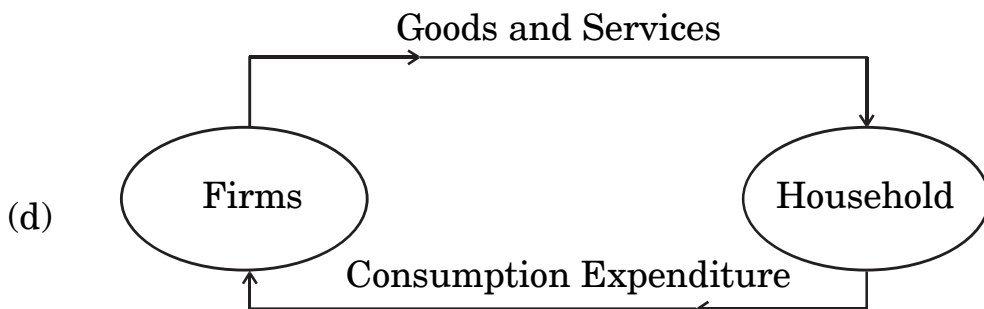 Goods and Services
Firms
Household
(d)
Consumption Expenditure